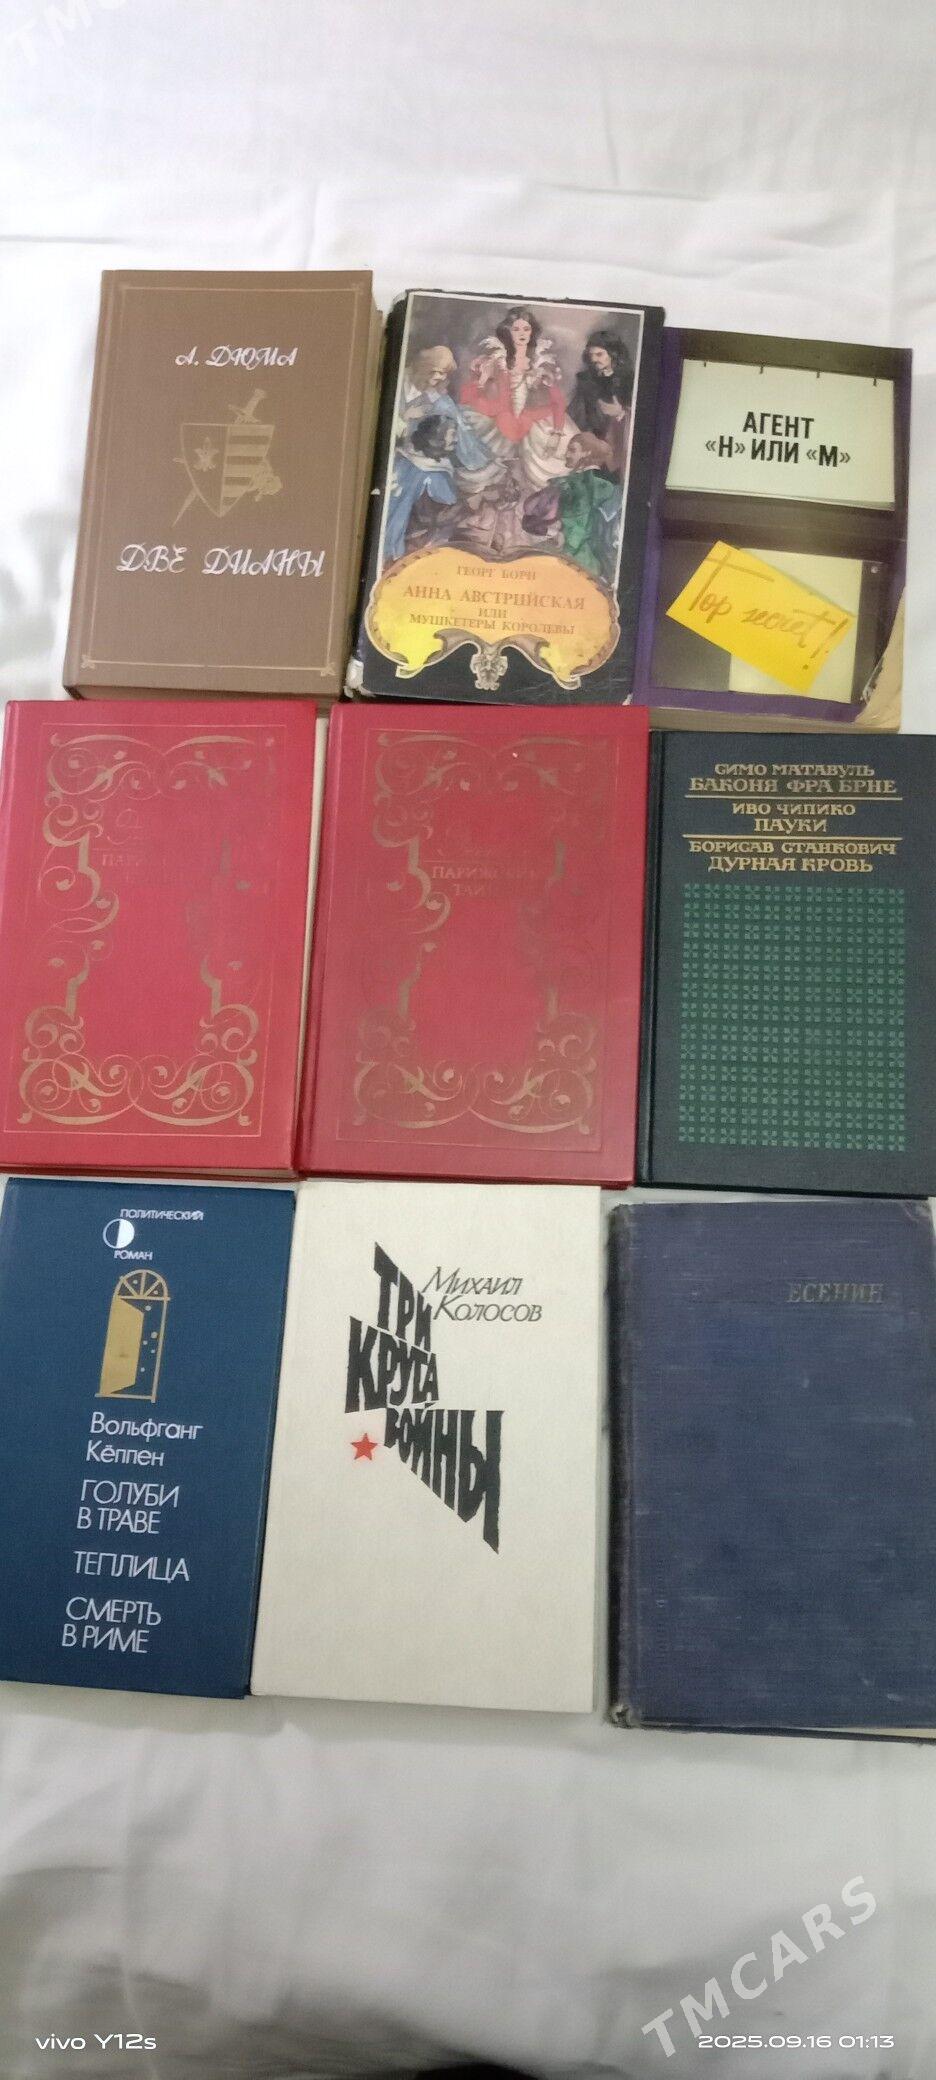 А. ДЮМА
ДВЕ ДИАНЫ
ГЕОРГ БОРН
АННА АВСТРИЙСКАЯ
ИЛИ
МУШКЕТЕРЫ КОРОЛЕВЫ
АГЕНТ
«Н» ИЛИ «М»
Top secret!
ПАРИЖСКИЕ
СИМО МАТАВУЛЬ
БАКОНЯ ФРА БРНЕ
ИВО ЧИПИКО
ПАУКИ
БОРИСАВ СТАНКОВИЧ
ДУРНАЯ КРОВЬ
ПОЛИТИЧЕСКИЙ
РОМАН
Вольфганг
Кёппен
ГОЛУБИ
В ТРАВЕ
ТЕПЛИЦА
СМЕРТЬ
В РИМЕ
Михаил
Колосов
ТРИ
КРУГА
ВОЙНЫ
ЕСЕНИН
TMCARS
vivo Y12s
2025.09.16 01:13